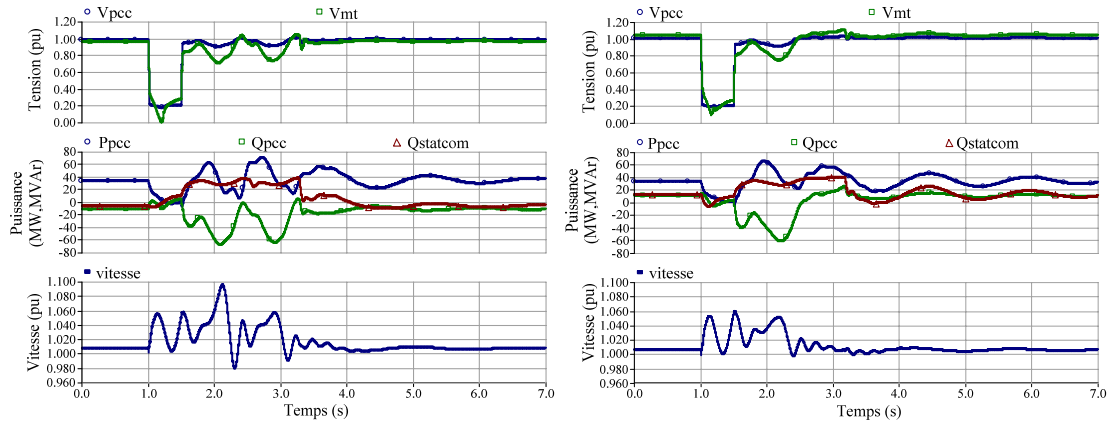 Vpcc Vmt
Tension (pu)
1.20
1.00
0.80
0.60
0.40
0.20
0.00
Ppcc Qpcc Qstatcom
Puissance
(MW,MVAr)
80
60
40
20
0
-20
-40
-60
-80
vitesse
Vitesse (pu)
1.100
1.080
1.060
1.040
1.020
1.000
0.980
0.960
0.0 1.0 2.0 3.0 4.0 5.0 6.0 7.0
Temps (s)
Vpcc Vmt
Tension (pu)
1.20
1.00
0.80
0.60
0.40
0.20
0.00
Ppcc Qpcc Qstatcom
Puissance
(MW,MVAr)
80
60
40
20
0
-20
-40
-60
-80
vitesse
Vitesse (pu)
1.100
1.080
1.060
1.040
1.020
1.000
0.980
0.960
0.0 1.0 2.0 3.0 4.0 5.0 6.0 7.0
Temps (s)